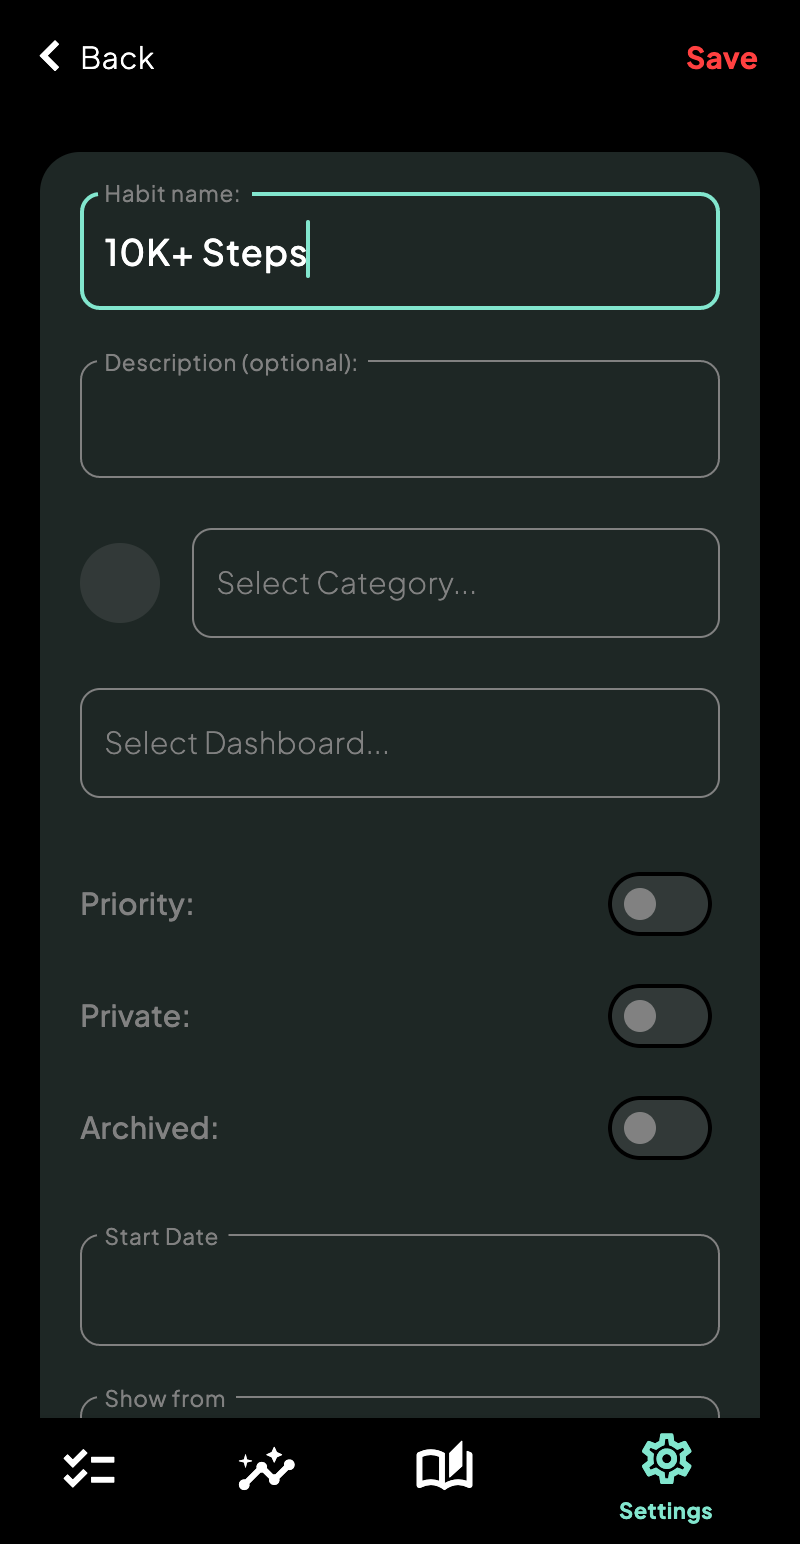 Back
Save
Habit name:
10K+ Steps
Description (optional):
Select Category...
Select Dashboard...
Priority:
Private:
Archived:
Start Date
Show from
Settings